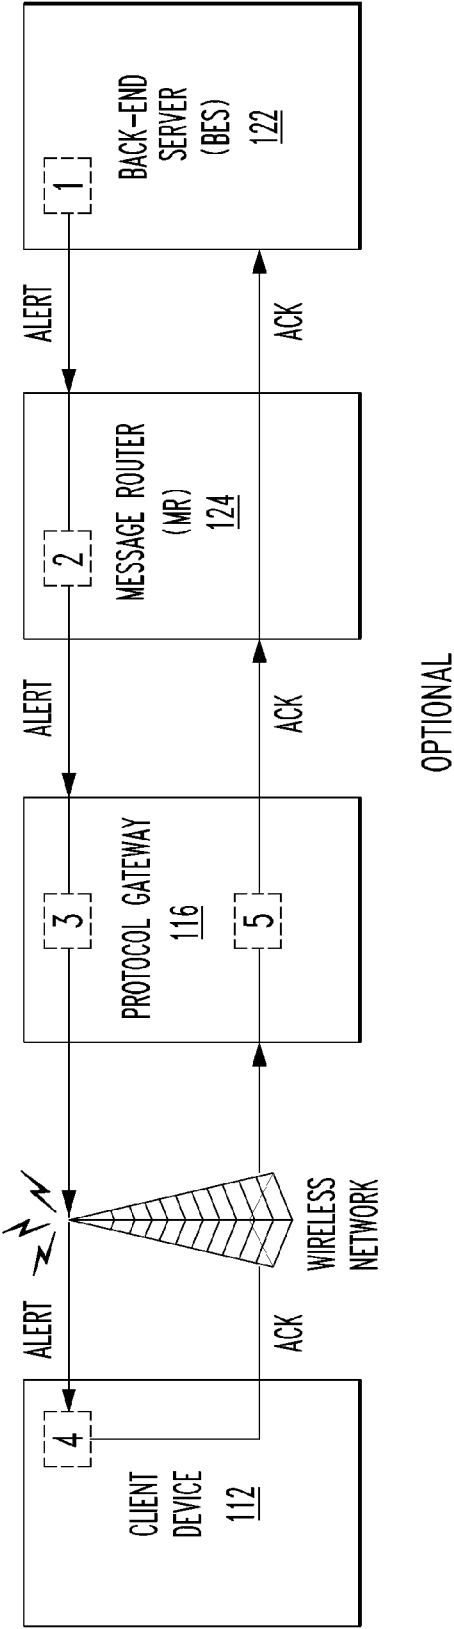 CLIENT
DEVICE
112
4
ALERT
ACK
WIRELESS
NETWORK
3
PROTOCOL GATEWAY
116
5
ALERT
ACK
2
MESSAGE ROUTER
(MR)
124
ALERT
ACK
1
BACK-END
SERVER
(BES)
122
OPTIONAL